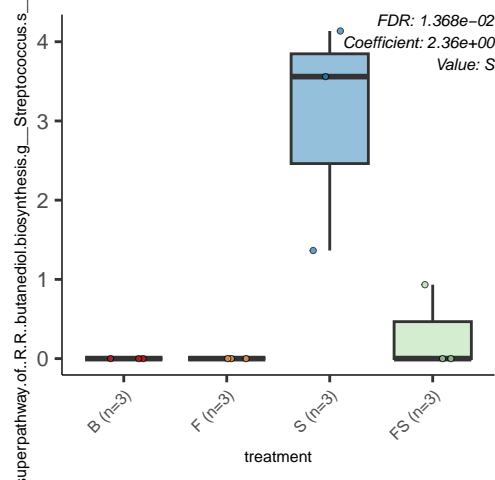 superpathway.of..R.R..butanediol.biosynthesis.g__Streptococcus.s_
FDR: 1.368e−02
Coefficient: 2.36e+00
Value: S
4
3
2
1
0
B (n=3)
F (n=3)
S (n=3)
FS (n=3)
treatment